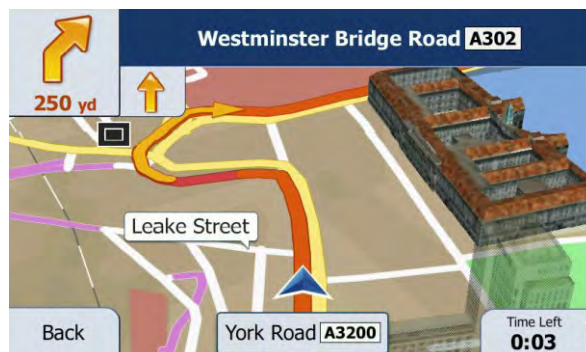 Westminster Bridge Road A302
250 yd
Leake Street
Back
York Road A3200
Time Left
0:03